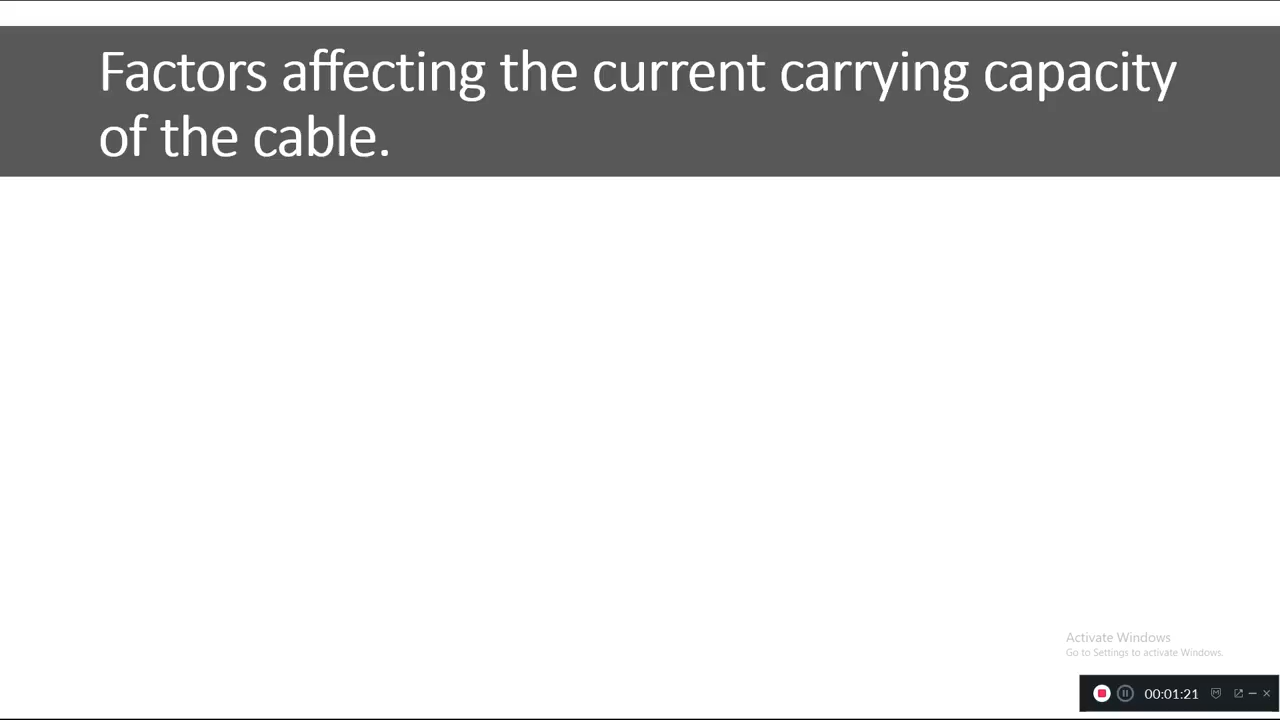 Factors affecting the current carrying capacity
of the cable.
Activate Windows
Go to Settings to activate Windows.
00:01:21